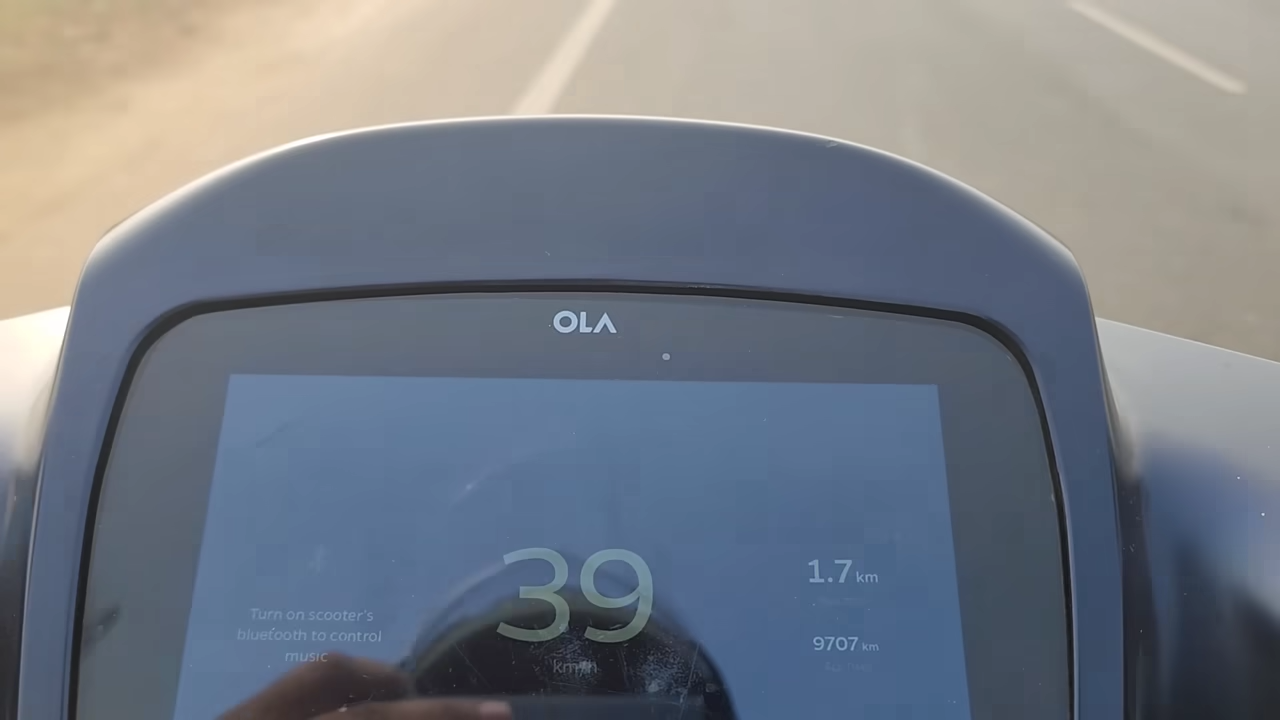 OLA
Turn on scooter's
bluetooth to control
music
39
km/h
1.7 km
9707 km